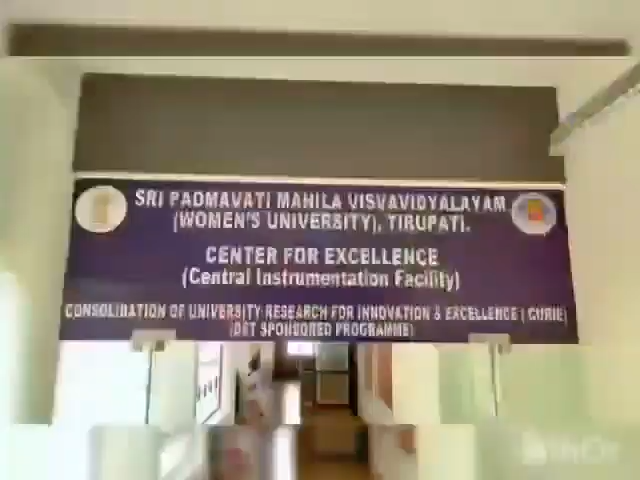 SRI PADMAVATI MAHILA VISVAVIDYALAYAM
(WOMEN'S UNIVERSITY), TIRUPATI.
CENTER FOR EXCELLENCE
(Central Instrumentation Facility)
CONSOLIDATION OF UNIVERSITY RESEARCH FOR INNOVATION & EXCELLENCE ( CURIE)
(DST SPONSORED PROGRAMME)